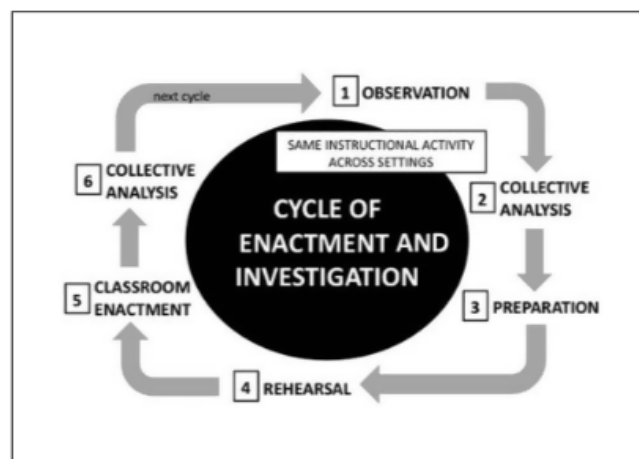 next cycle
1 OBSERVATION
SAME INSTRUCTIONAL ACTIVITY
ACROSS SETTINGS
2 COLLECTIVE
ANALYSIS
3 PREPARATION
4 REHEARSAL
5 CLASSROOM
ENACTMENT
6 COLLECTIVE
ANALYSIS
CYCLE OF
ENACTMENT AND
INVESTIGATION